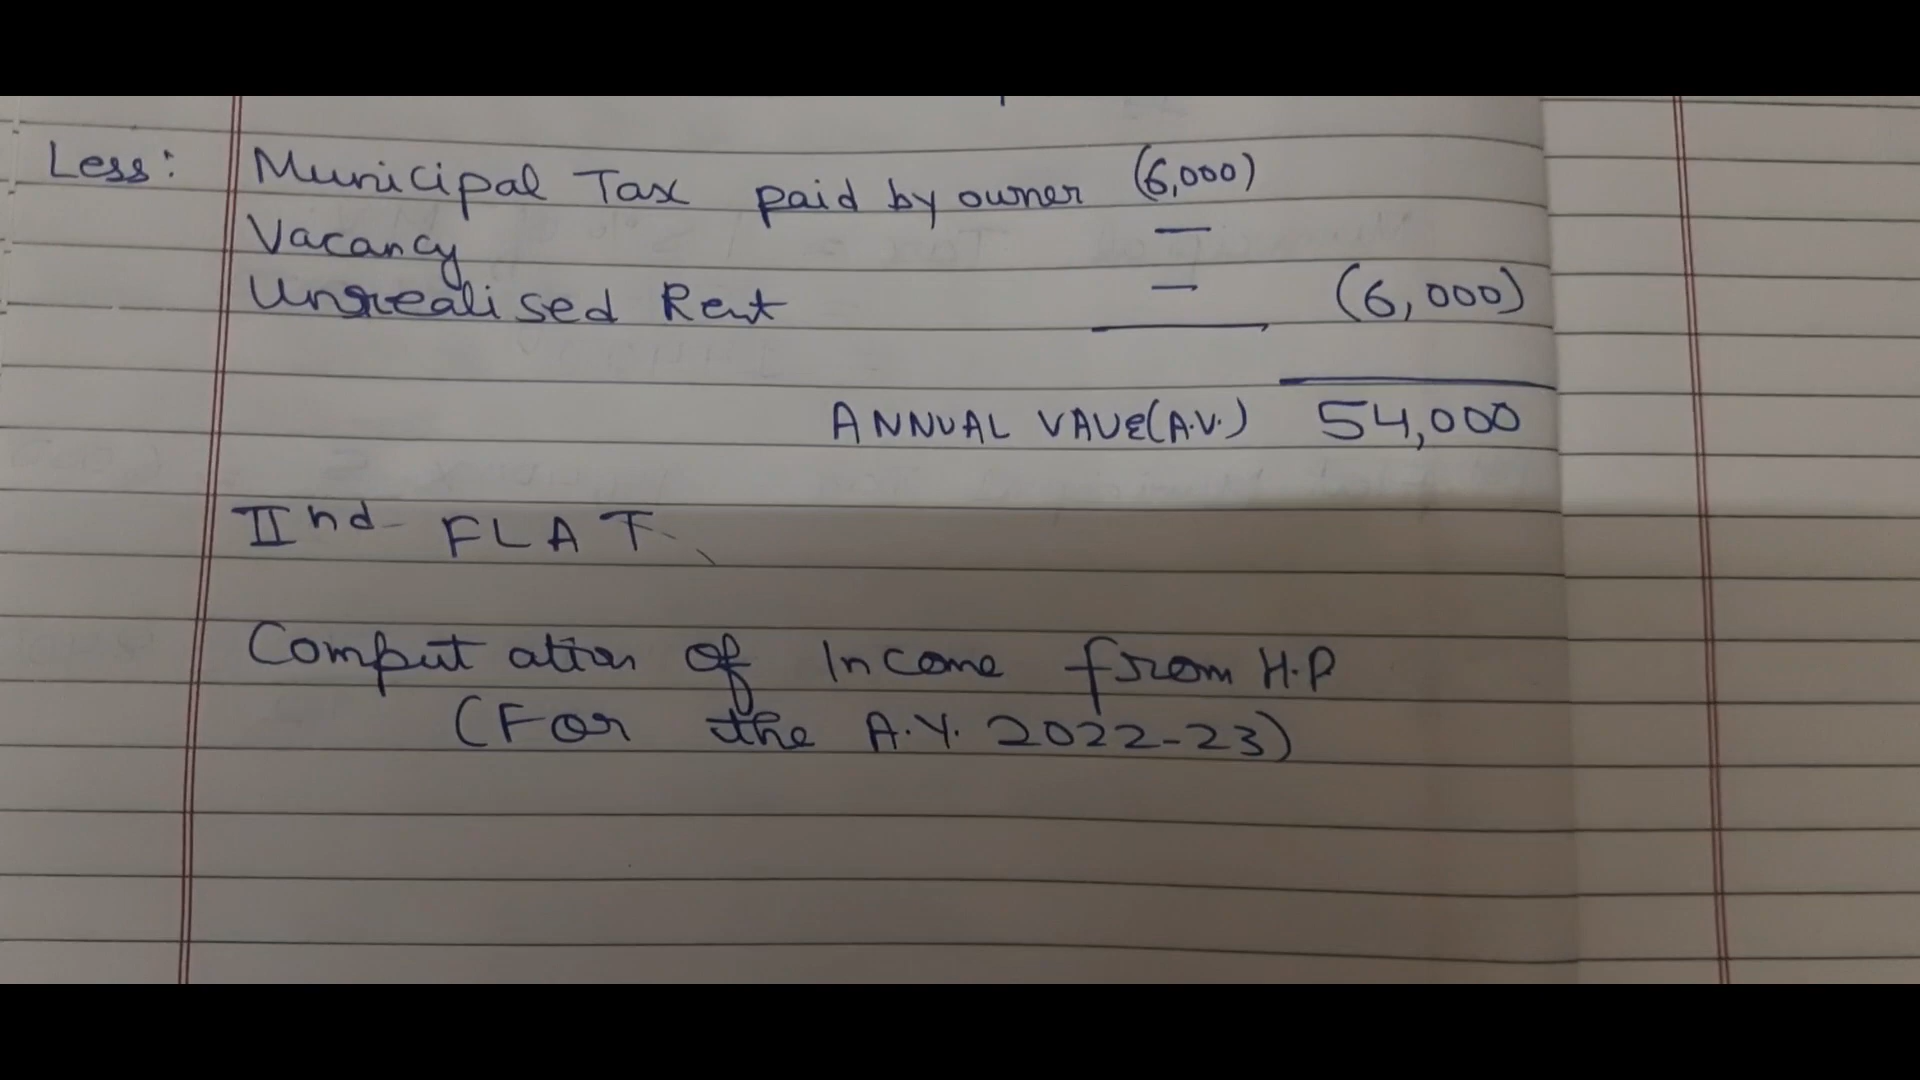 Less: Municipal Tax paid by owner (6,000)
Vacancy —
Unrealised Rent — (6,000)
ANNUAL VAUE(A.V.) 54,000
IInd FLAT
Computation of Income from H.P
(For the A.Y. 2022-23)